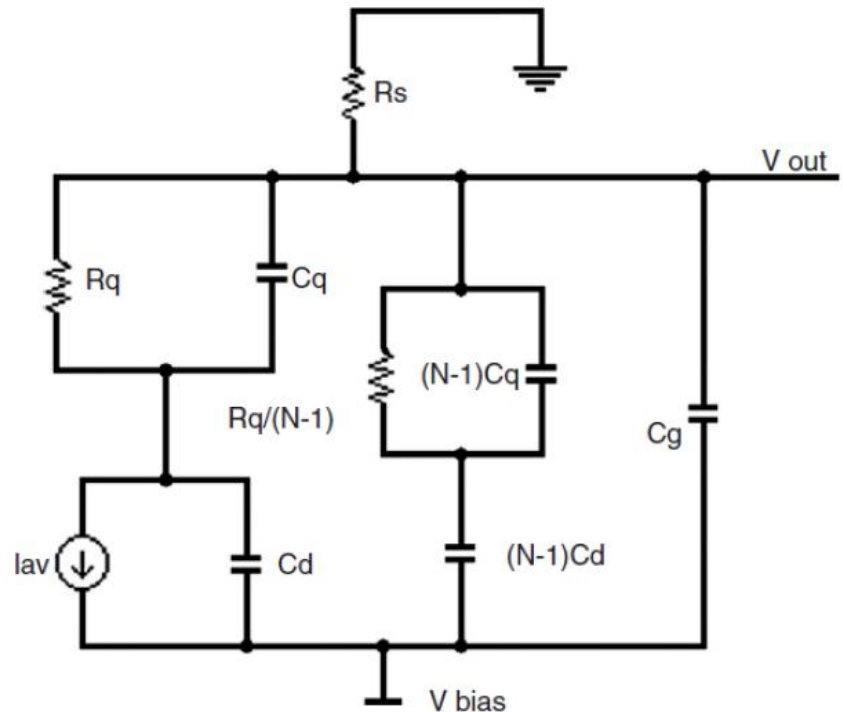 Rs
V out
Rq
Cq
(N-1)Cq
Rq/(N-1)
Cg
Iav
Cd
(N-1)Cd
V bias